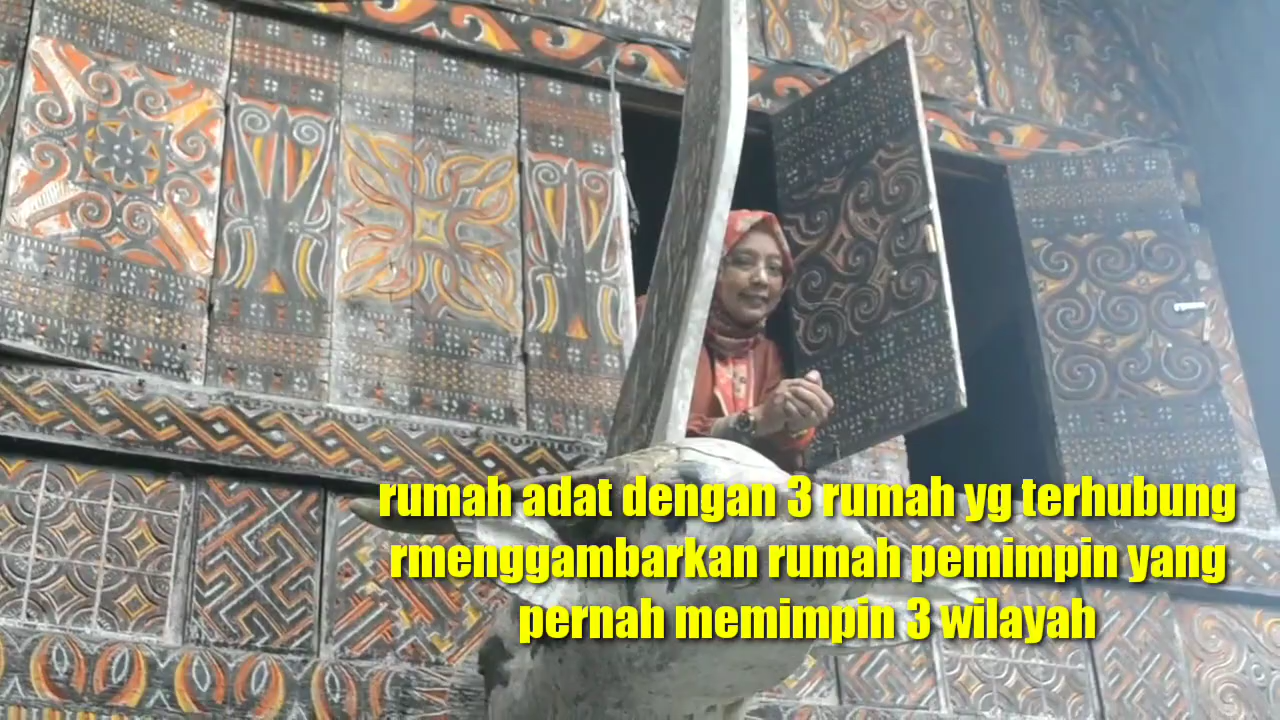 rumah adat dengan 3 rumah yg terhubung
rmenggambarkan rumah pemimpin yang
pernah memimpin 3 wilayah